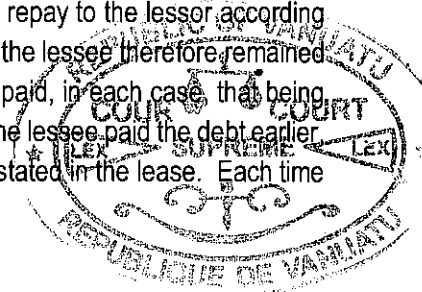 repay to the lessor according
the lessee therefore remained
paid, in each case that being
the lessee paid the debt earlier
stated in the lease. Each time
REPUBLIC OF VANUATU
COUR COURT
LEX SUPREME LEX
REPUBLIQUE DE VANUATU